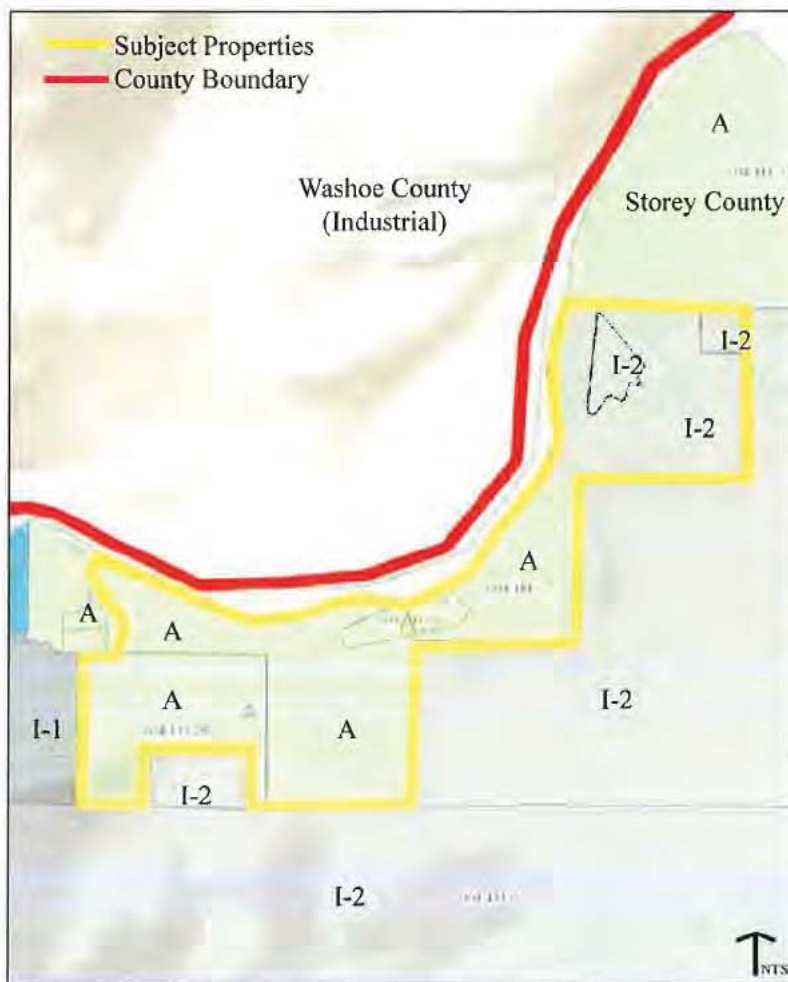 Subject Properties
County Boundary
A
Washoe County
(Industrial)
Storey County
I-2
I-2
I-2
A
A
A
A
A
A
I-1
I-2
I-2
I-2
NTS